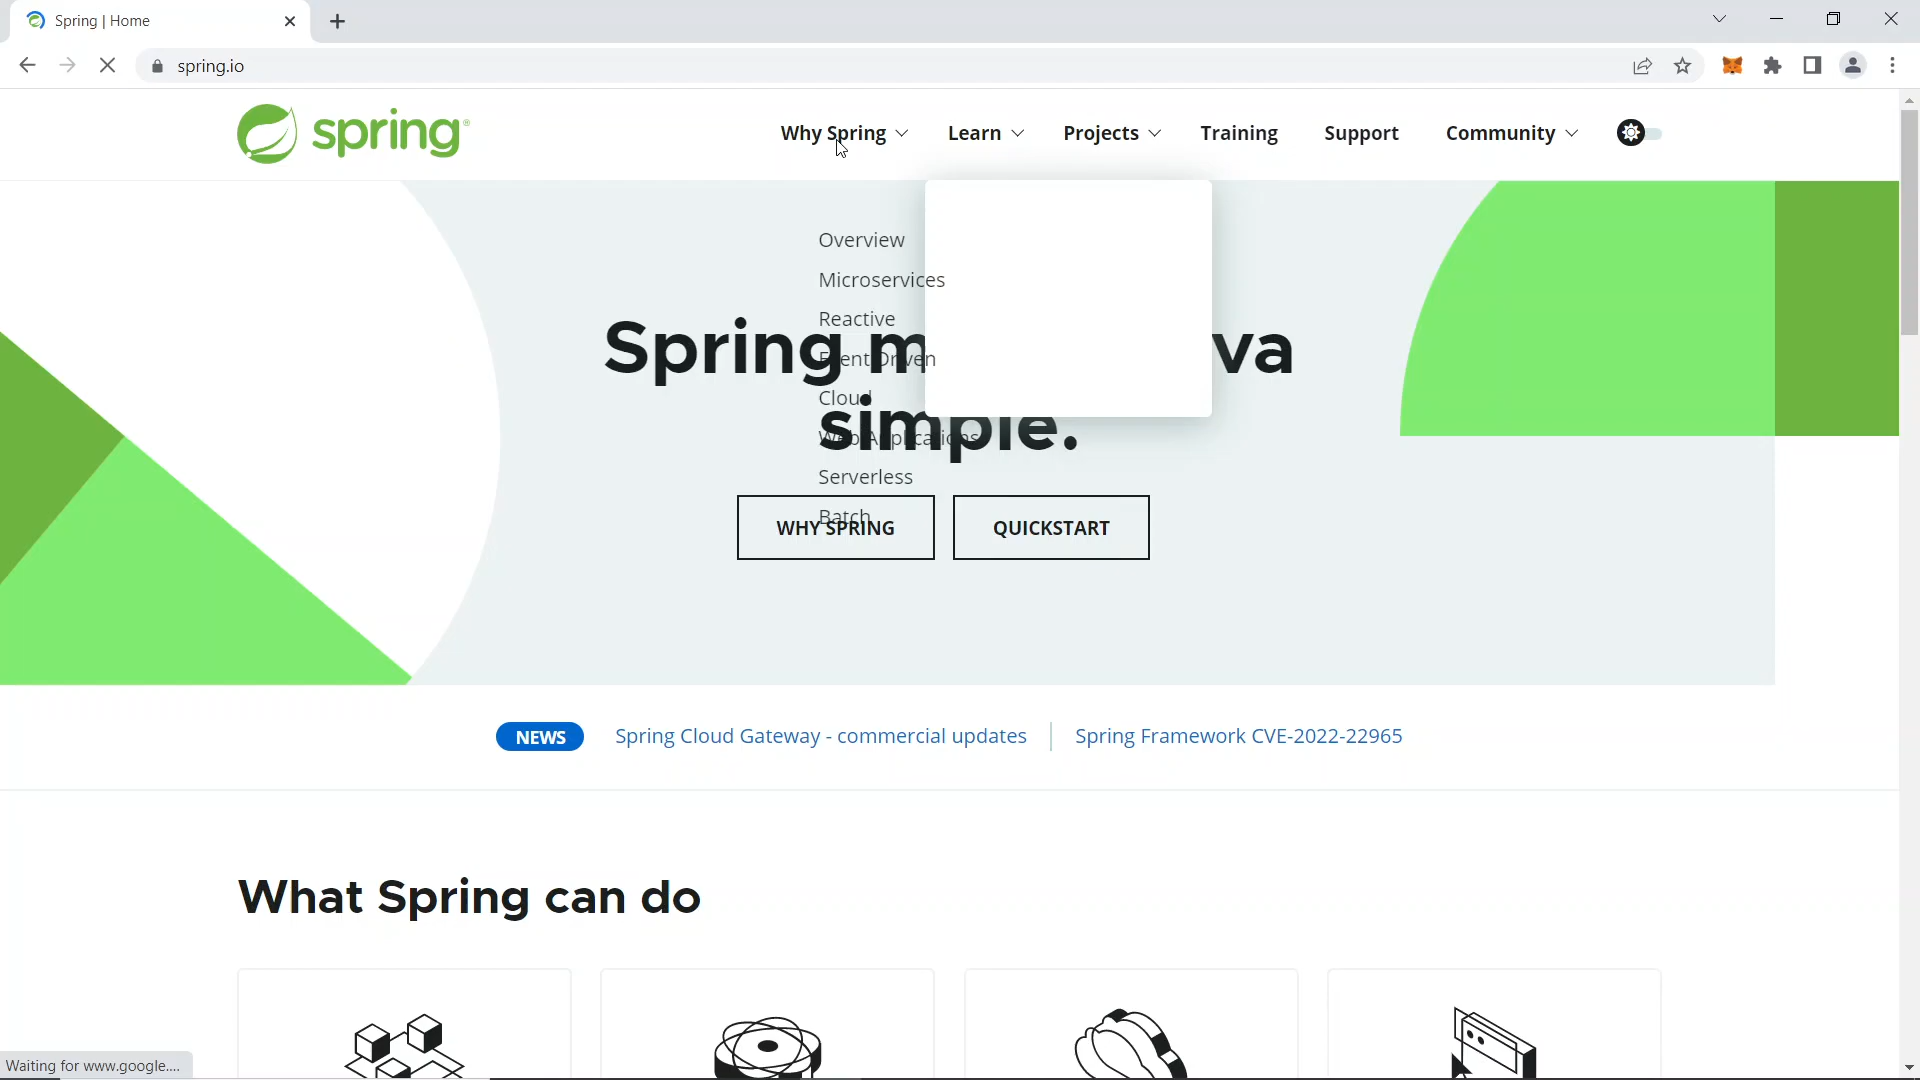 Spring | Home
spring.io
spring
Why Spring
Learn
Projects
Training
Support
Community
Overview
Microservices
Reactive
Event Driven
Cloud
Web Applications
Serverless
Batch
Spring m va
simple.
WHY SPRING
QUICKSTART
NEWS
Spring Cloud Gateway - commercial updates
Spring Framework CVE-2022-22965
What Spring can do
Waiting for www.google....